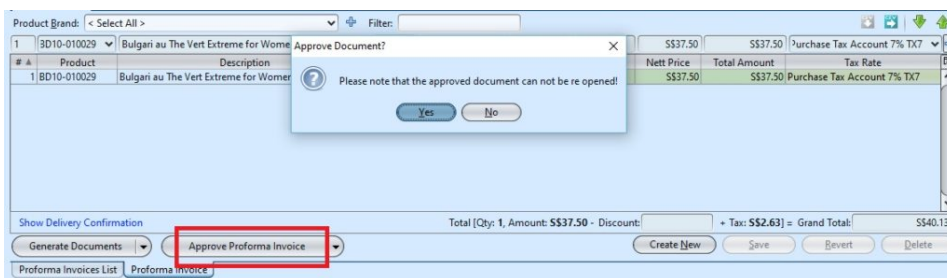 Product Brand: < Select All > Filter:
1 BD10-010029 Bulgari au The Vert Extreme for Wome S$37.50 S$37.50 Purchase Tax Account 7% TX7
Approve Document?
# Product Description Nett Price Total Amount Tax Rate
1 BD10-010029 Bulgari au The Vert Extreme for Women S$37.50 S$37.50 Purchase Tax Account 7% TX7
Please note that the approved document can not be re opened!
Yes No
Show Delivery Confirmation Total [Qty: 1, Amount: S$37.50 - Discount: + Tax: S$2.63] = Grand Total: S$40.13
Generate Documents Approve Proforma Invoice Create New Save Revert Delete
Proforma Invoices List Proforma Invoice